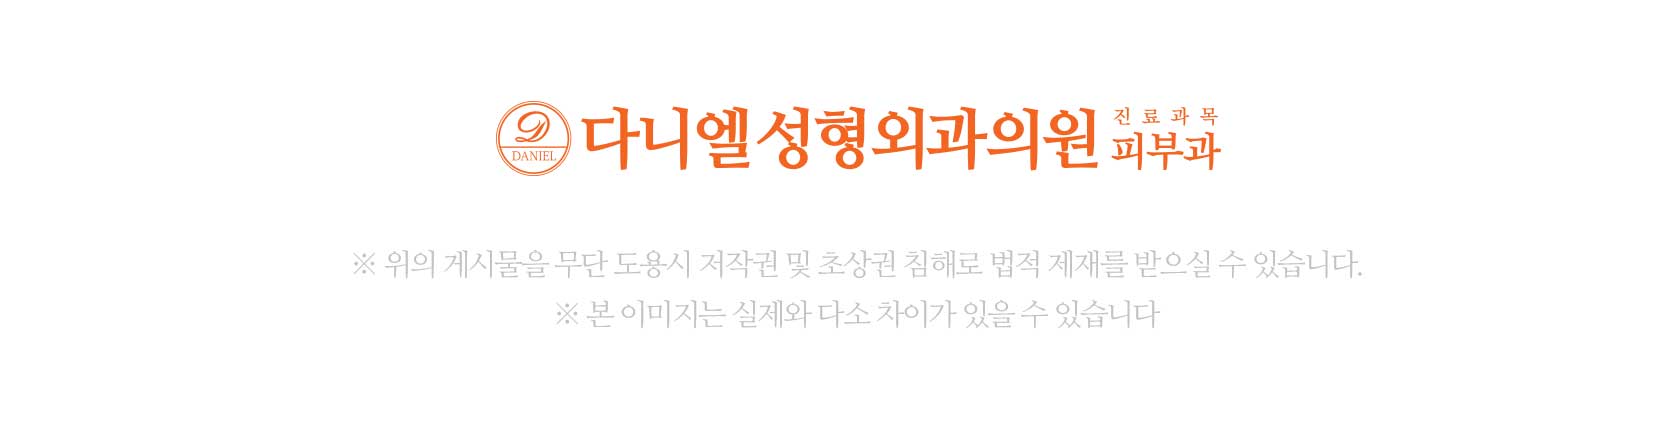 D
DANIEL
다니엘성형외과의원
진료과목
피부과
※ 위의 게시물을 무단 도용시 저작권 및 초상권 침해로 법적 제재를 받으실 수 있습니다.
※ 본 이미지는 실제와 다소 차이가 있을 수 있습니다